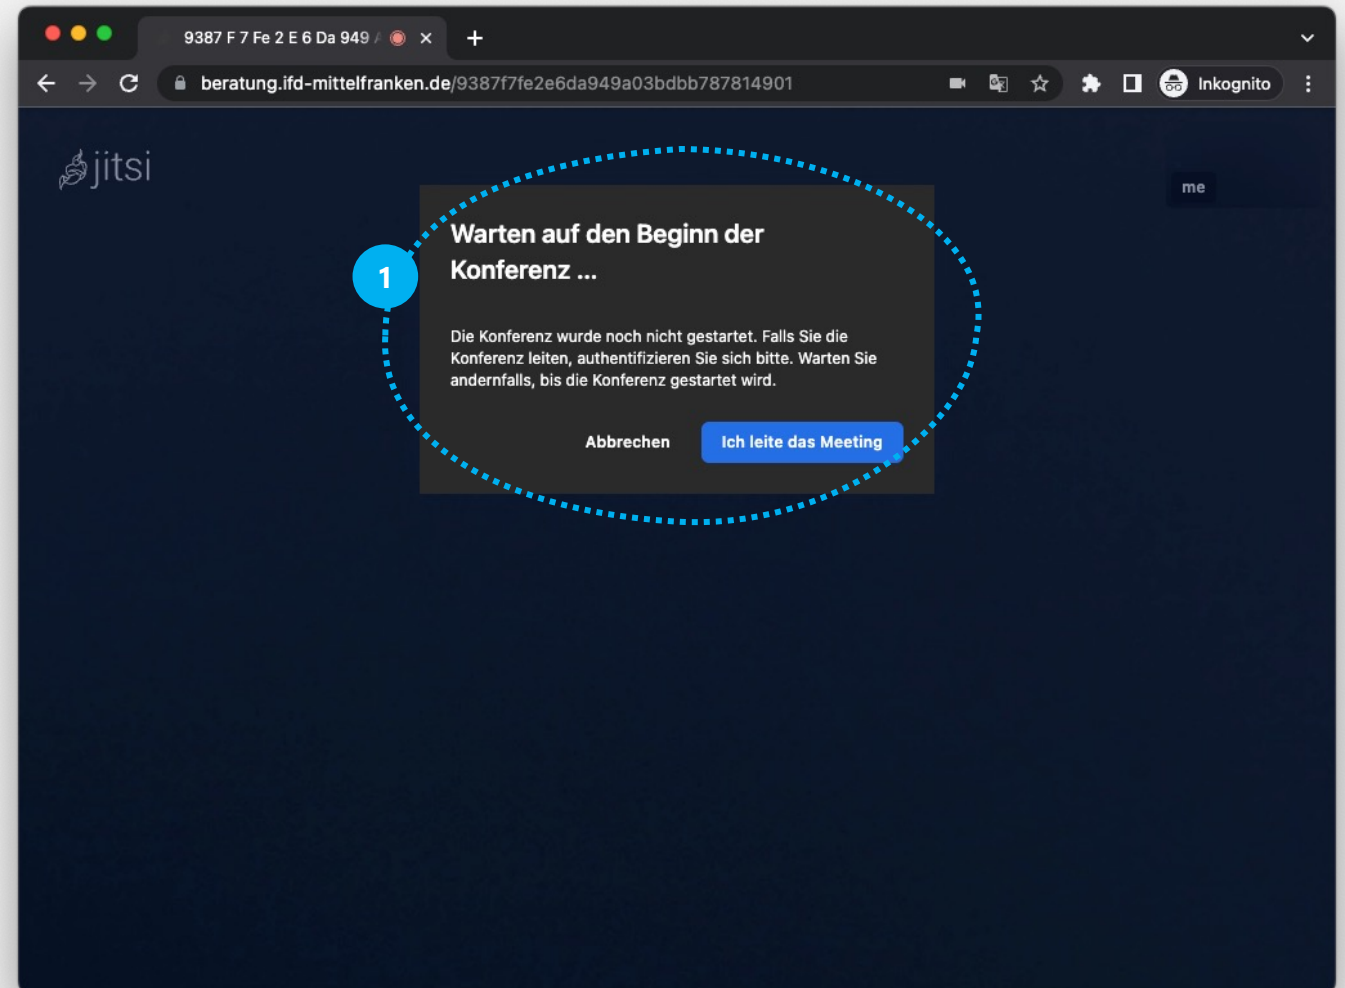 9387 F 7 Fe 2 E 6 Da 949
beratung.ifd-mittelfranken.de/9387f7fe2e6da949a03bdbb787814901
Inkognito
jitsi
me
1
Warten auf den Beginn der
Konferenz ...
Die Konferenz wurde noch nicht gestartet. Falls Sie die
Konferenz leiten, authentifizieren Sie sich bitte. Warten Sie
andernfalls, bis die Konferenz gestartet wird.
Abbrechen
Ich leite das Meeting